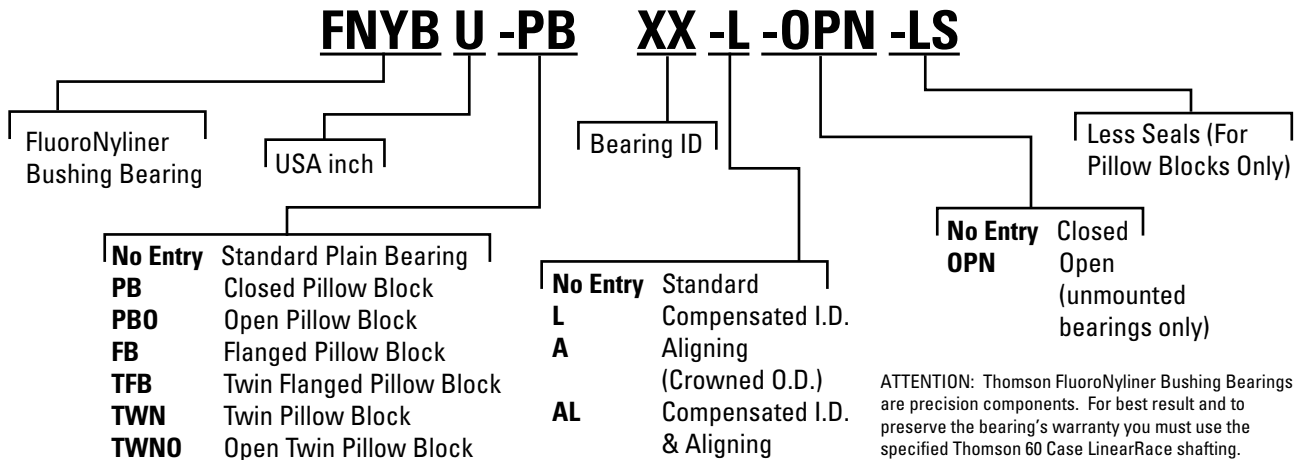 FNYB U -PB XX -L -OPN -LS
FluoroNyliner
Bushing Bearing
USA inch
Bearing ID
Less Seals (For
Pillow Blocks Only)
No Entry Standard Plain Bearing
PB Closed Pillow Block
PBO Open Pillow Block
FB Flanged Pillow Block
TFB Twin Flanged Pillow Block
TWN Twin Pillow Block
TWNO Open Twin Pillow Block
No Entry Standard
L Compensated I.D.
A Aligning
(Crowned O.D.)
AL Compensated I.D.
& Aligning
No Entry Closed
OPN Open
(unmounted
bearings only)
ATTENTION: Thomson FluoroNyliner Bushing Bearings
are precision components. For best result and to
preserve the bearing's warranty you must use the
specified Thomson 60 Case LinearRace shafting.